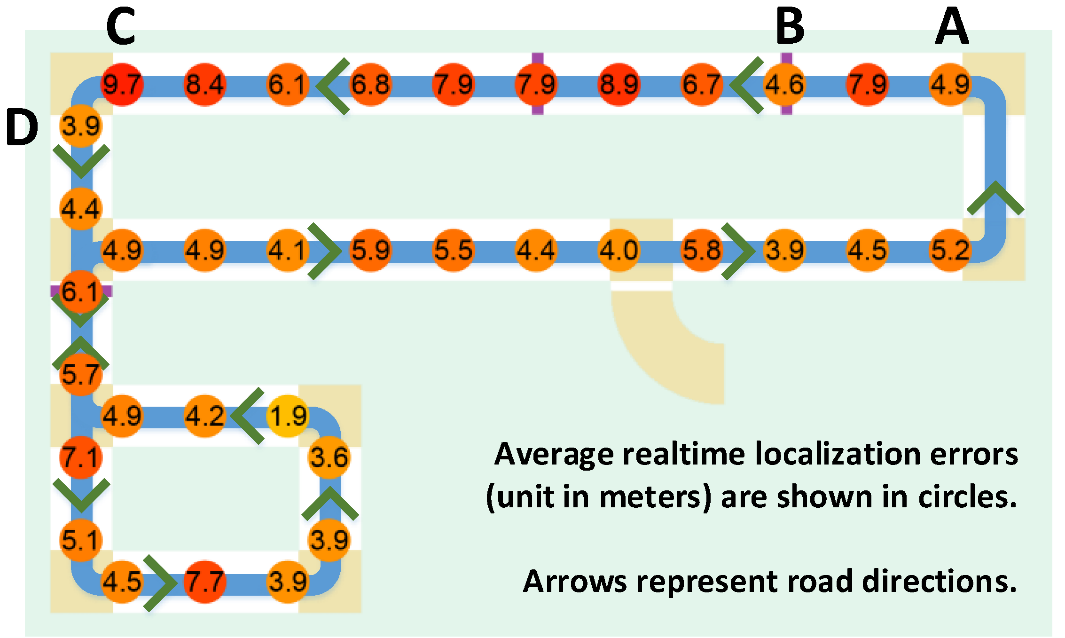 C B A
9.7 8.4 6.1 6.8 7.9 7.9 8.9 6.7 4.6 7.9 4.9
D 3.9
4.4
4.9 4.9 4.1 5.9 5.5 4.4 4.0 5.8 3.9 4.5 5.2
6.1
5.7
4.9 4.2 1.9
7.1 3.6
Average realtime localization errors
(unit in meters) are shown in circles.
5.1 3.9
4.5 7.7 3.9
Arrows represent road directions.